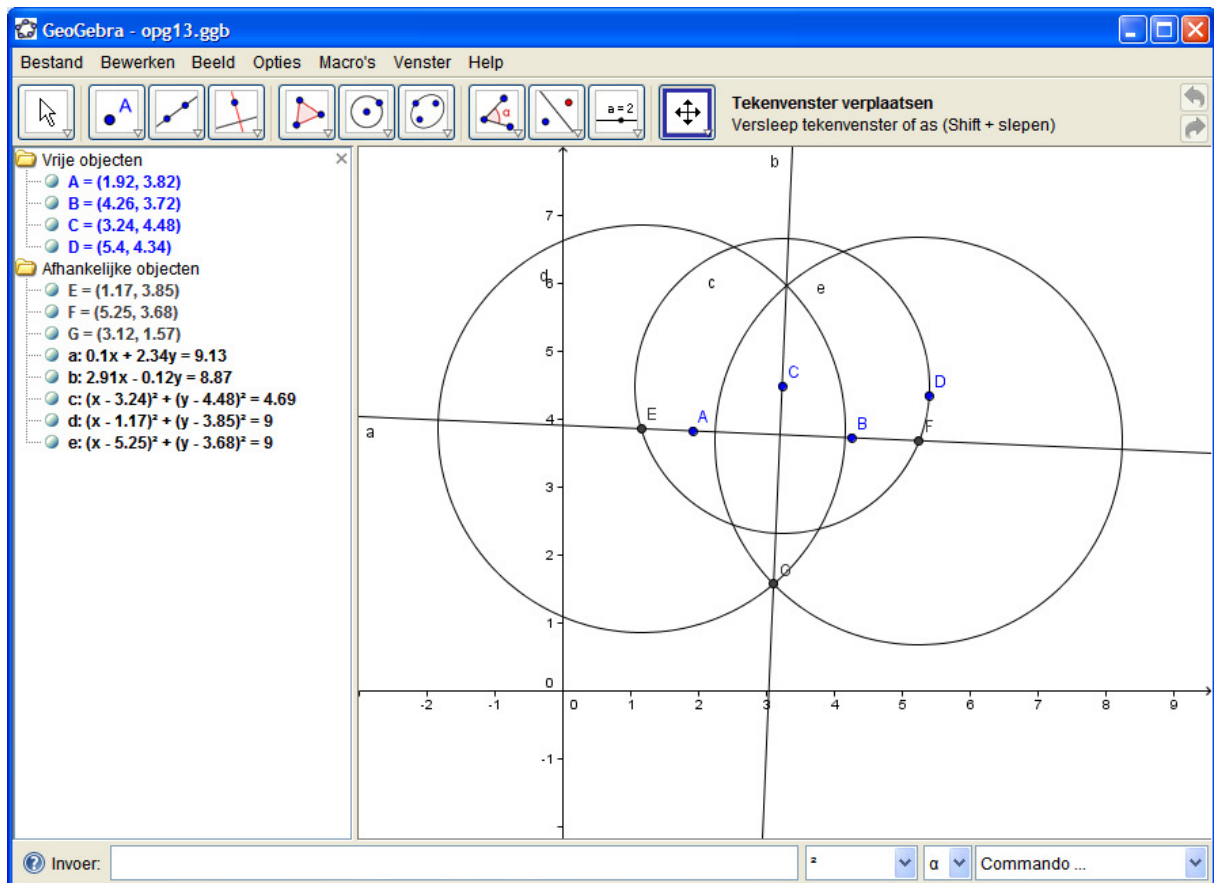 GeoGebra - opg13.ggb
Bestand Bewerken Beeld Opties Macro's Venster Help
A
α
a = 2
Tekenvenster verplaatsen
Versleep tekenvenster of as (Shift + slepen)
Vrije objecten
A = (1.92, 3.82)
B = (4.26, 3.72)
C = (3.24, 4.48)
D = (5.4, 4.34)
Afhankelijke objecten
E = (1.17, 3.85)
F = (5.25, 3.68)
G = (3.12, 1.57)
a: 0.1x + 2.34y = 9.13
b: 2.91x - 0.12y = 8.87
c: (x - 3.24)² + (y - 4.48)² = 4.69
d: (x - 1.17)² + (y - 3.85)² = 9
e: (x - 5.25)² + (y - 3.68)² = 9
b
7
d
6
c
e
5
C
D
4
E
A
B
F
a
3
2
G
1
0
-2 -1 0 1 2 3 4 5 6 7 8 9
-1
Invoer:
²
α
Commando ...